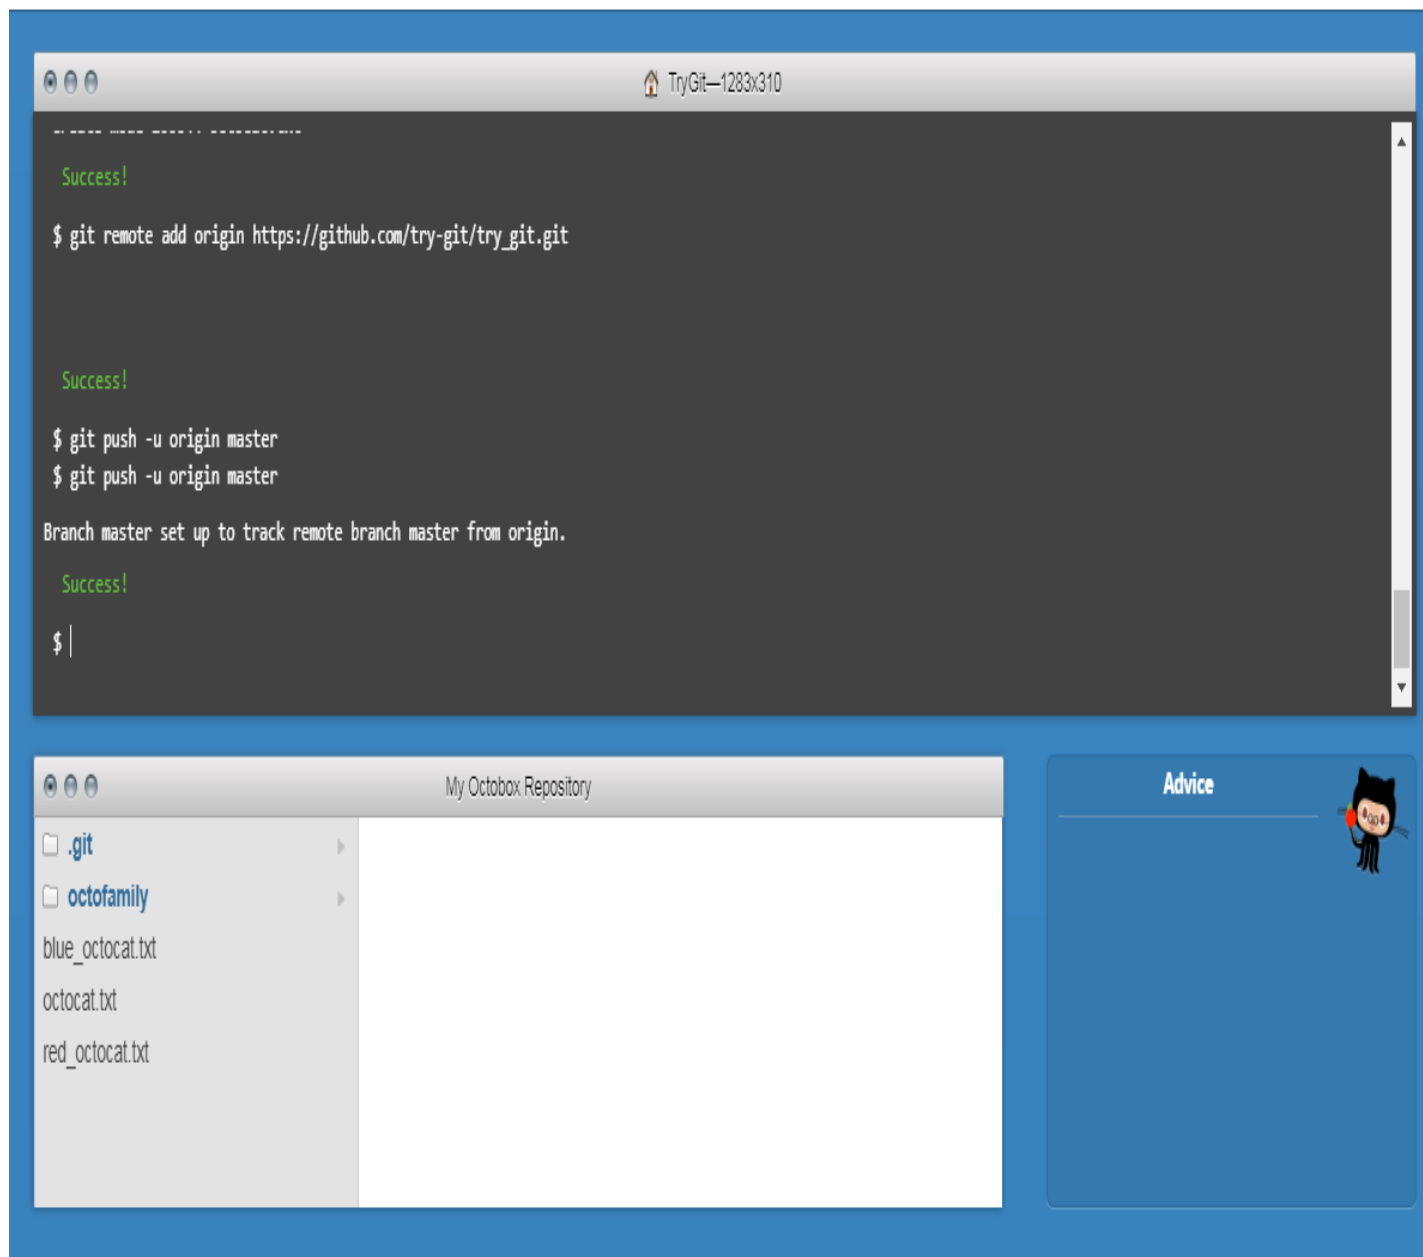 TryGit—1283x310
Success!
$ git remote add origin https://github.com/try-git/try_git.git
Success!
$ git push -u origin master
$ git push -u origin master
Branch master set up to track remote branch master from origin.
Success!
$
My Octobox Repository
.git
octofamily
blue_octocat.txt
octocat.txt
red_octocat.txt
Advice